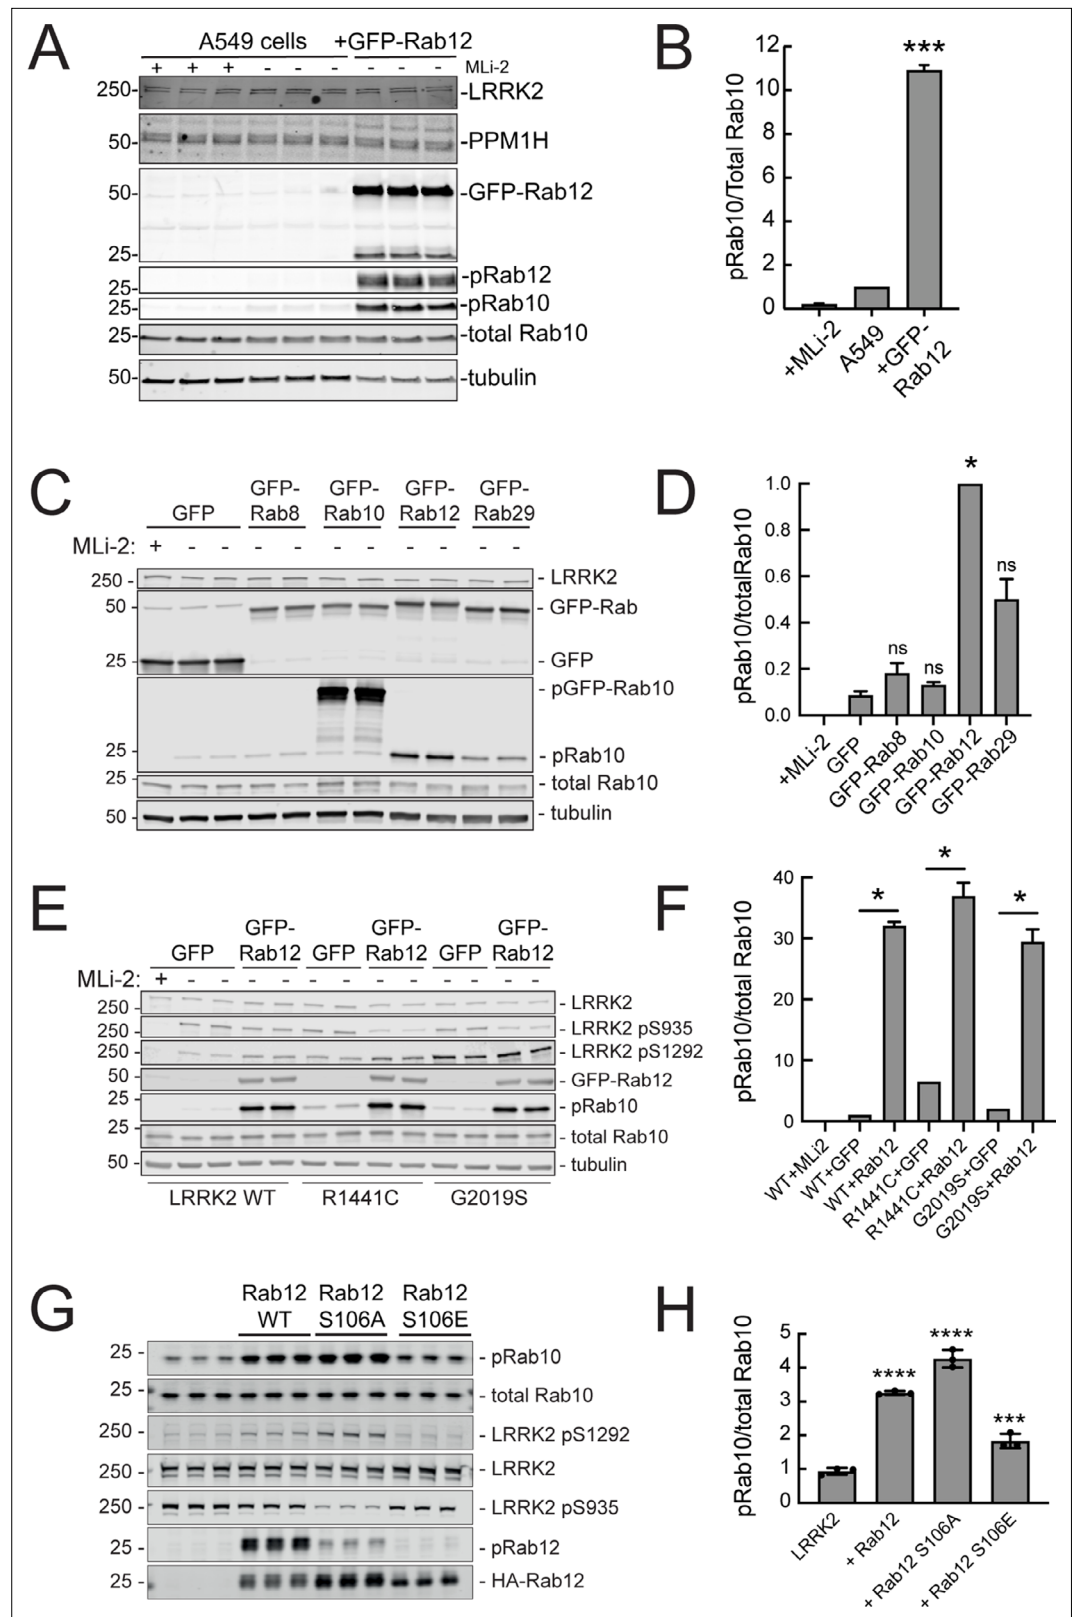 A
A549 cells +GFP-Rab12
+ + + - - - - - - MLi-2
250- -LRRK2
50- -PPM1H
50- -GFP-Rab12
25-
25- -pRab12
25- -pRab10
25- -total Rab10
50- -tubulin
B
pRab10/Total Rab10
12
10
8
6
4
2
0
***
+MLi-2
A549
+GFP-
Rab12
C
GFP
GFP-
Rab8
GFP-
Rab10
GFP-
Rab12
GFP-
Rab29
MLi-2: + - - - - - - - - - -
250 - - LRRK2
50 - - GFP-Rab
25 - - GFP
- pGFP-Rab10
25 - - pRab10
25 - - total Rab10
50 - - tubulin
D
pRab10/totalRab10
1.0
0.8
0.6
0.4
0.2
0.0
ns
ns
*
ns
+MLi-2
GFP
GFP-Rab8
GFP-Rab10
GFP-Rab12
GFP-Rab29
E
GFP
GFP-
Rab12
GFP
GFP-
Rab12
GFP
GFP-
Rab12
MLi-2: + - - - - - - - - - - - -
250 - - LRRK2
250 - - LRRK2 pS935
250 - - LRRK2 pS1292
50 - - GFP-Rab12
25 - - pRab10
25 - - total Rab10
50 - - tubulin
LRRK2 WT R1441C G2019S
F
pRab10/total Rab10
40
30
20
10
0
*
*
*
WT+MLi2
WT+GFP
WT+Rab12
R1441C+GFP
R1441C+Rab12
G2019S+GFP
G2019S+Rab12
G
Rab12
WT
Rab12
S106A
Rab12
S106E
25 - - pRab10
25 - - total Rab10
250 - - LRRK2 pS1292
250 - - LRRK2
250 - - LRRK2 pS935
25 - - pRab12
25 - - HA-Rab12
H
pRab10/total Rab10
5
4
3
2
1
0
****
****
***
LRRK2
+ Rab12
+ Rab12 S106A
+ Rab12 S106E